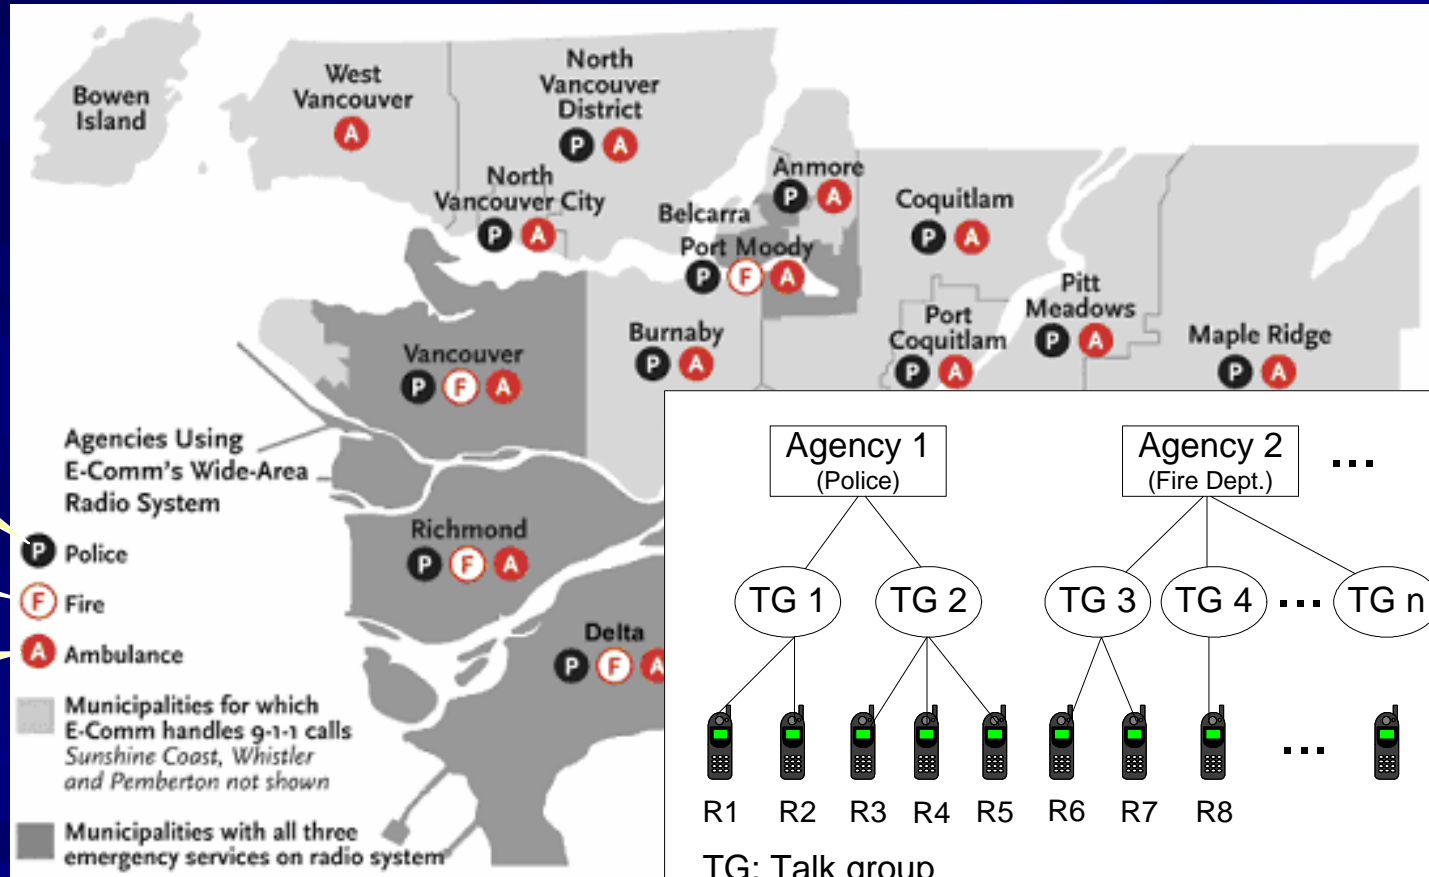 Bowen
Island
West
Vancouver
A
North
Vancouver
District
P A
North
Vancouver City
P A
Belcarra
Anmore
P A
Port Moody
P F A
Coquitlam
P A
Pitt
Meadows
P A
Port
Coquitlam
P A
Maple Ridge
P A
Burnaby
P A
Vancouver
P F A
Richmond
P F A
Delta
P F A
Agencies Using
E-Comm's Wide-Area
Radio System
P Police
F Fire
A Ambulance
Municipalities for which
E-Comm handles 9-1-1 calls
Sunshine Coast, Whistler
and Pemberton not shown
Municipalities with all three
emergency services on radio system
Agency 1
(Police)
Agency 2
(Fire Dept.)
...
TG 1 TG 2 TG 3 TG 4 ... TG n
...
R1 R2 R3 R4 R5 R6 R7 R8
TG: Talk group